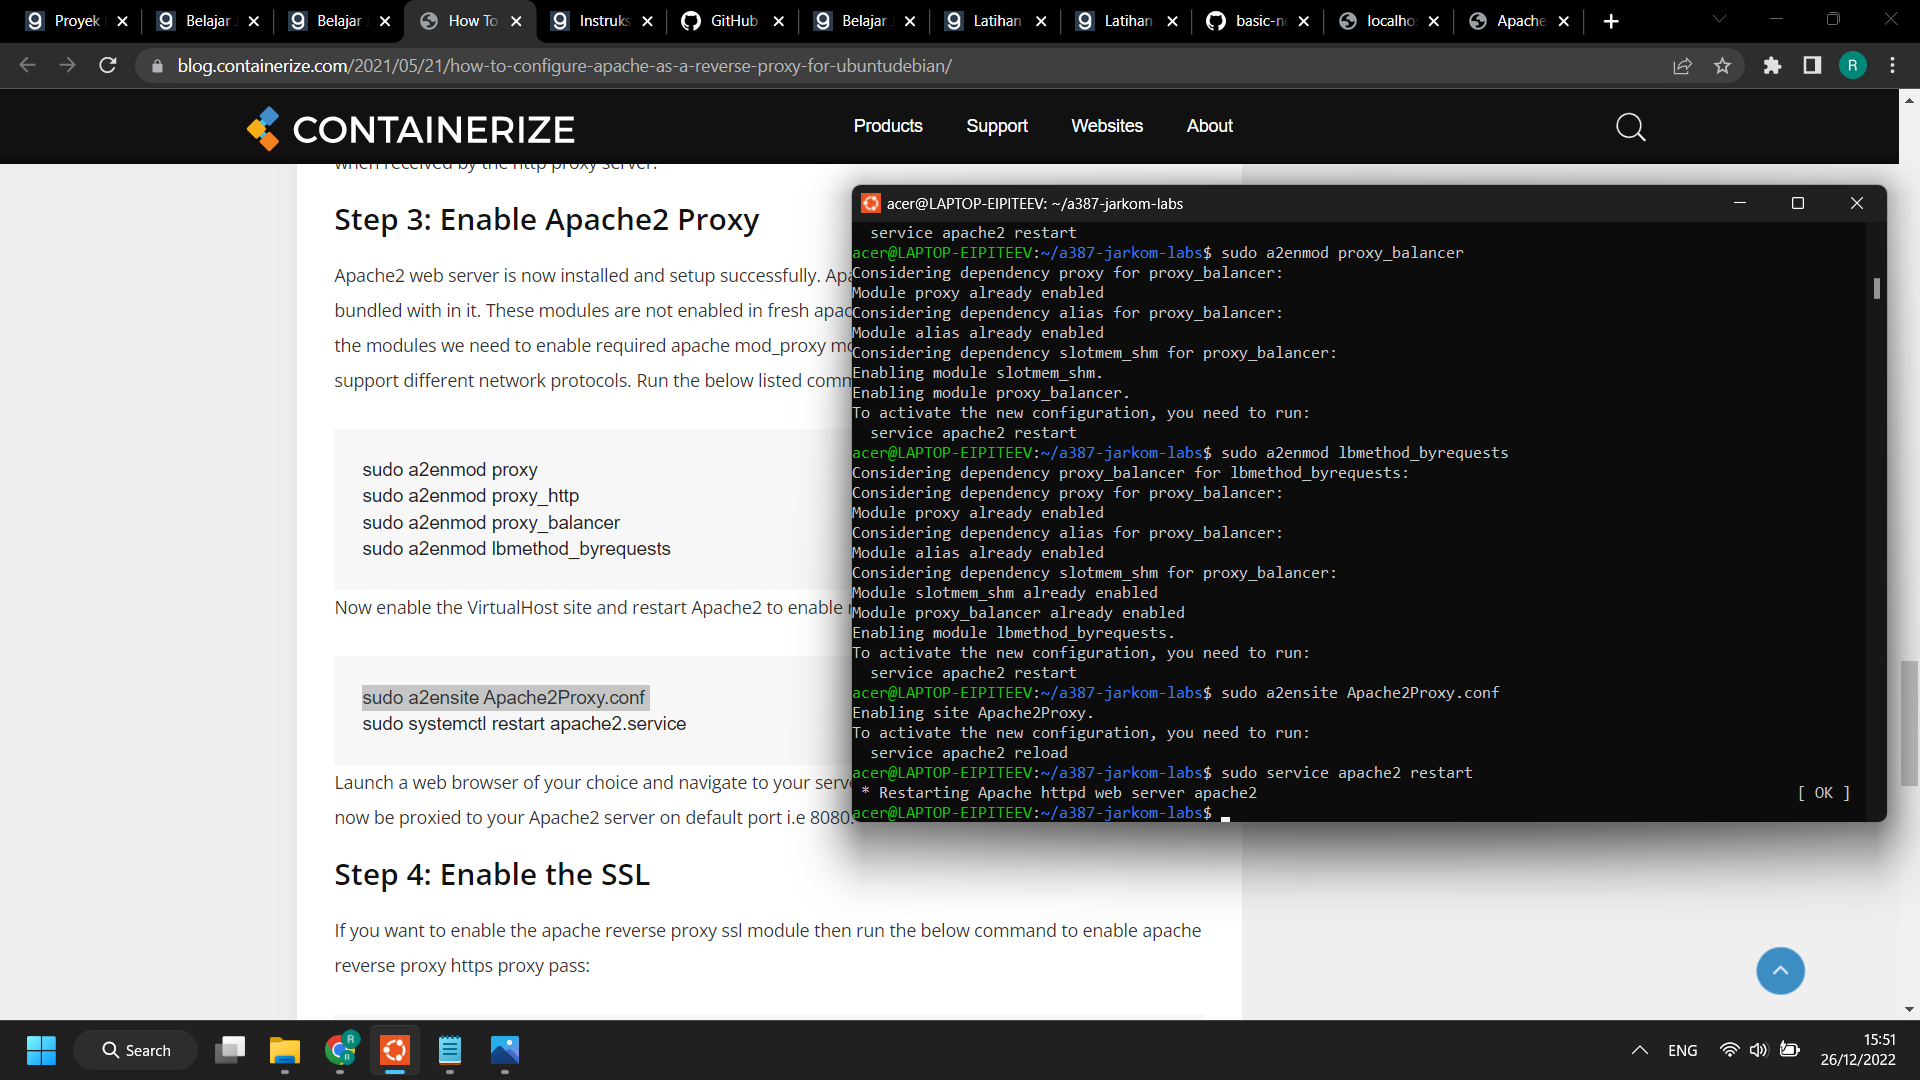 Proyek
Belajar
Belajar
How To
Instruks
GitHub
Belajar
Latihan
Latihan
basic-n
localho
Apache
blog.containerize.com/2021/05/21/how-to-configure-apache-as-a-reverse-proxy-for-ubuntudebian/
R
CONTAINERIZE
Products
Support
Websites
About
when received by the http proxy server.
Step 3: Enable Apache2 Proxy
Apache2 web server is now installed and setup successfully. Apa
bundled with in it. These modules are not enabled in fresh apac
the modules we need to enable required apache mod_proxy mo
support different network protocols. Run the below listed comm
sudo a2enmod proxy
sudo a2enmod proxy_http
sudo a2enmod proxy_balancer
sudo a2enmod lbmethod_byrequests
Now enable the VirtualHost site and restart Apache2 to enable
sudo a2ensite Apache2Proxy.conf
sudo systemctl restart apache2.service
Launch a web browser of your choice and navigate to your serve
now be proxied to your Apache2 server on default port i.e 8080.
Step 4: Enable the SSL
If you want to enable the apache reverse proxy ssl module then run the below command to enable apache
reverse proxy https proxy pass:
acer@LAPTOP-EIPITEEV: ~/a387-jarkom-labs
service apache2 restart
acer@LAPTOP-EIPITEEV:~/a387-jarkom-labs$ sudo a2enmod proxy_balancer
Considering dependency proxy for proxy_balancer:
Module proxy already enabled
Considering dependency alias for proxy_balancer:
Module alias already enabled
Considering dependency slotmem_shm for proxy_balancer:
Enabling module slotmem_shm.
Enabling module proxy_balancer.
To activate the new configuration, you need to run:
service apache2 restart
acer@LAPTOP-EIPITEEV:~/a387-jarkom-labs$ sudo a2enmod lbmethod_byrequests
Considering dependency proxy_balancer for lbmethod_byrequests:
Considering dependency proxy for proxy_balancer:
Module proxy already enabled
Considering dependency alias for proxy_balancer:
Module alias already enabled
Considering dependency slotmem_shm for proxy_balancer:
Module slotmem_shm already enabled
Module proxy_balancer already enabled
Enabling module lbmethod_byrequests.
To activate the new configuration, you need to run:
service apache2 restart
acer@LAPTOP-EIPITEEV:~/a387-jarkom-labs$ sudo a2ensite Apache2Proxy.conf
Enabling site Apache2Proxy.
To activate the new configuration, you need to run:
service apache2 reload
acer@LAPTOP-EIPITEEV:~/a387-jarkom-labs$ sudo service apache2 restart
* Restarting Apache httpd web server apache2 [ OK ]
acer@LAPTOP-EIPITEEV:~/a387-jarkom-labs$
Search
R
R
ENG
15:51
26/12/2022